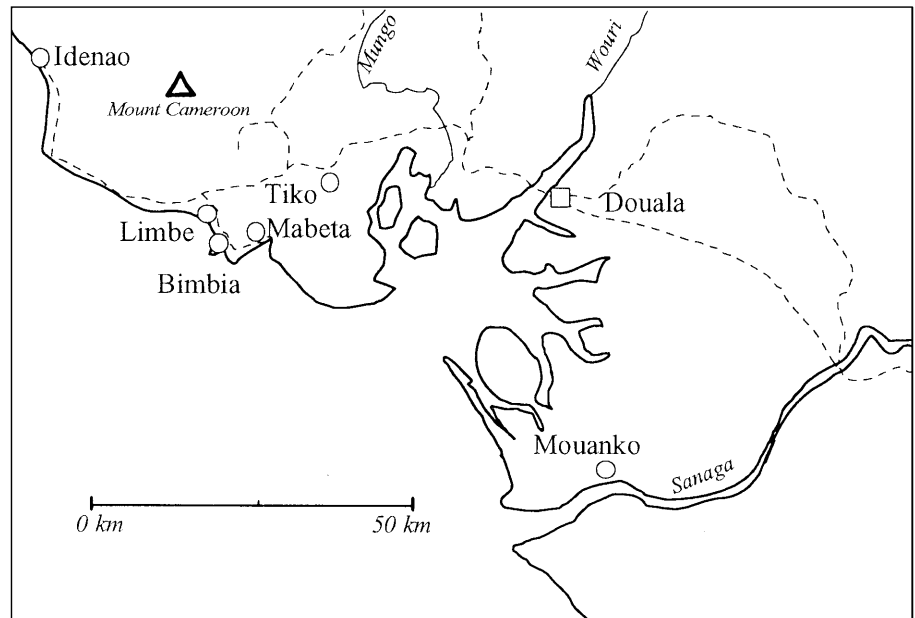 Idenao
Mount Cameroon
Mungo
Wouri
Tiko
Douala
Limbe
Mabeta
Bimbia
Mouanko
Sanaga
0 km
50 km